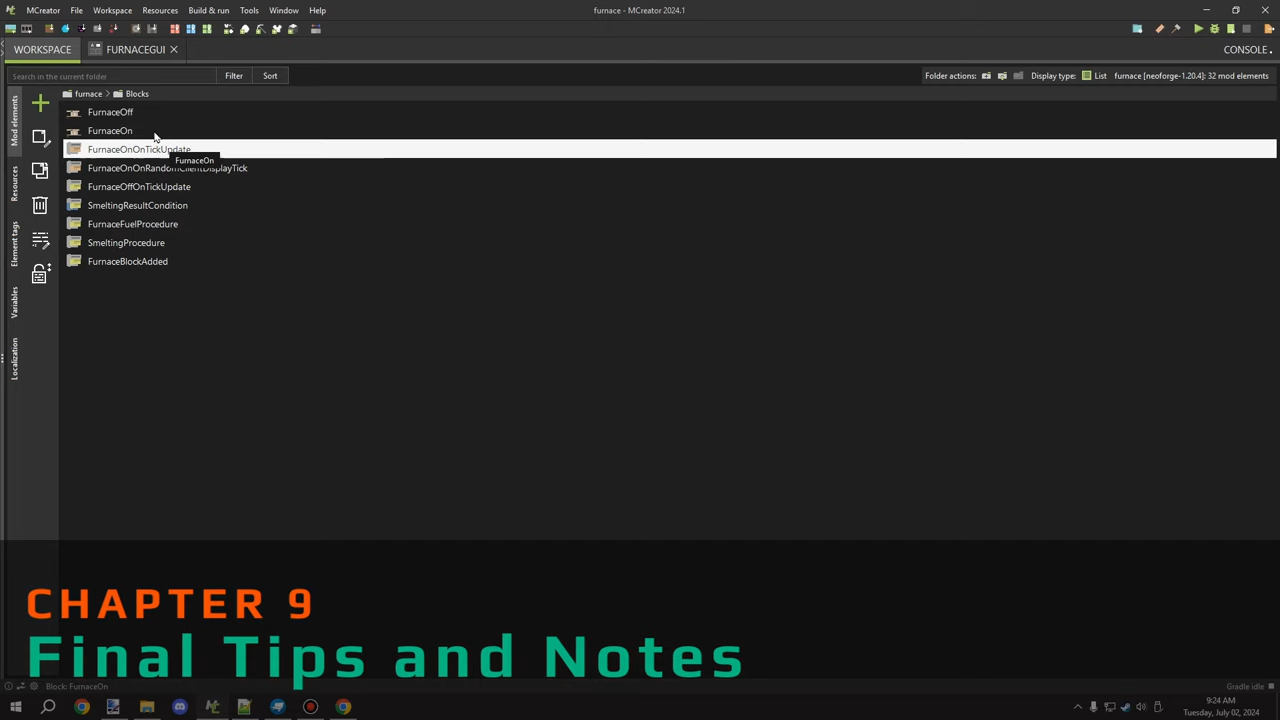 MCreator File Workspace Resources Build & run Tools Window Help furnace - MCreator 2024.1
WORKSPACE FURNACEGUI CONSOLE
Search in the current folder Filter Sort Folder actions: Display type: List furnace [neoforge-1.20.4]: 32 mod elements
furnace > Blocks
Mod elements
Resources
Element tags
Variables
Localization
FurnaceOff
FurnaceOn
FurnaceOnOnTickUpdate
FurnaceOn
FurnaceOnOnRandomClientDisplayTick
FurnaceOffOnTickUpdate
SmeltingResultCondition
FurnaceFuelProcedure
SmeltingProcedure
FurnaceBlockAdded
CHAPTER 9
Final Tips and Notes
Block: FurnaceOn Gradle idle
9:24 AM
Tuesday, July 02, 2024